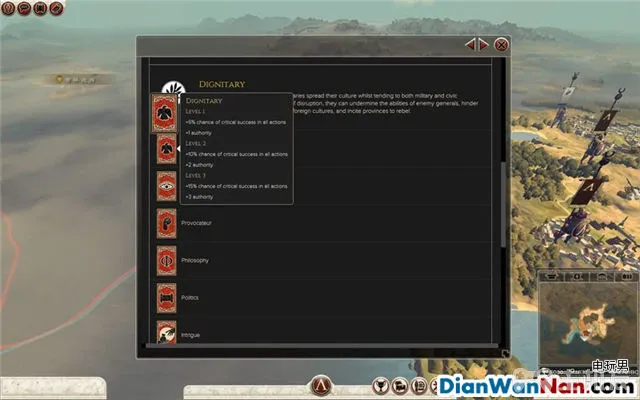 DIGNITARY
aries spread their culture whilst tending to both military and civic
of disruption, they can undermine the abilities of enemy generals, hinder
foreign cultures, and incite provinces to rebel.
DIGNITARY
LEVEL 1
+5% chance of critical success in all actions
+1 authority
LEVEL 2
+10% chance of critical success in all actions
+2 authority
LEVEL 3
+15% chance of critical success in all actions
+3 authority
Provocateur
Philosophy
Politics
Intrigue
电玩男
DianWanNan.com